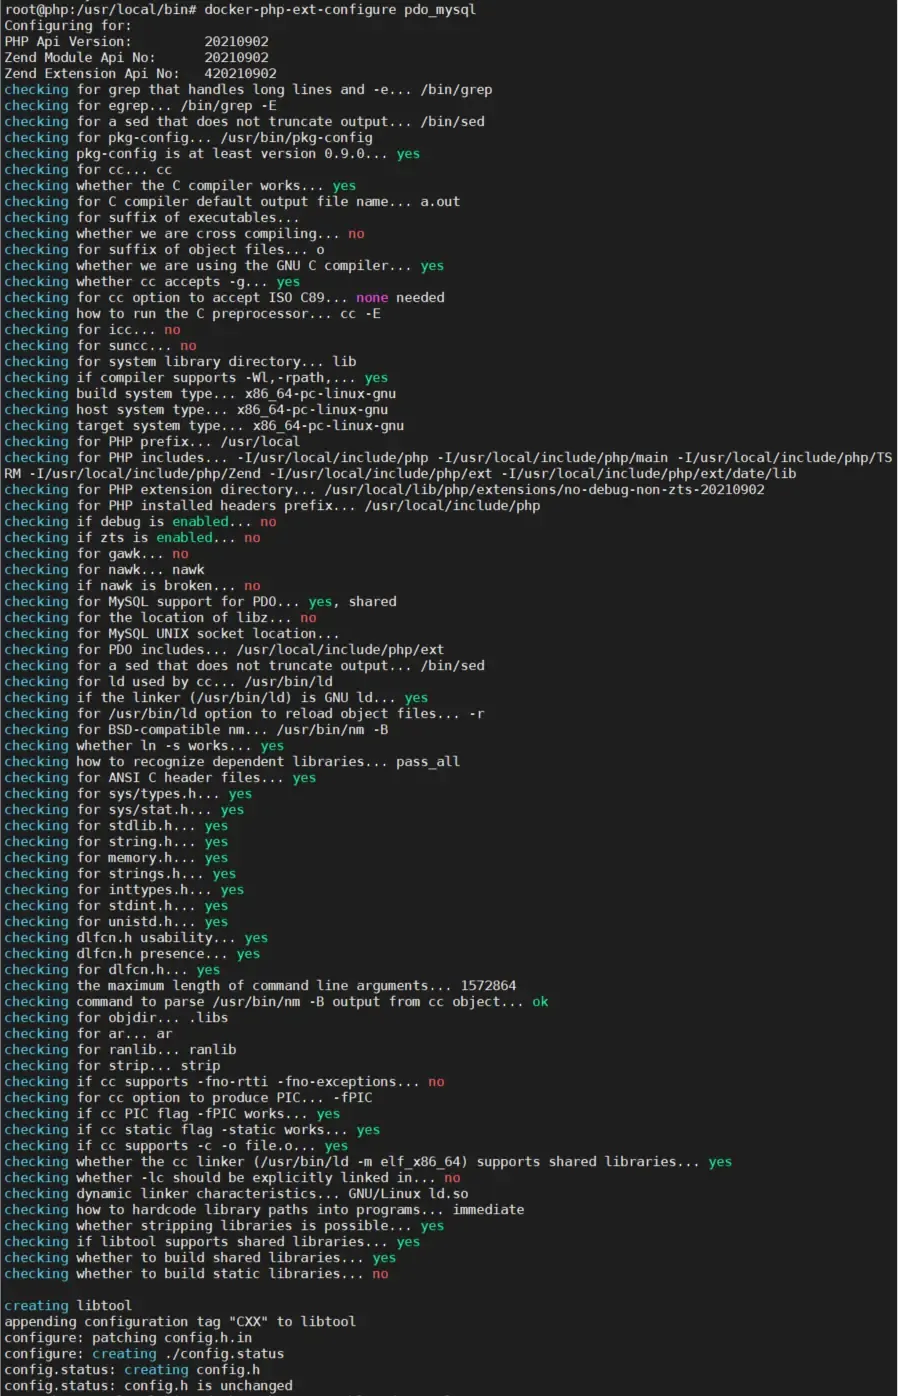 root@php:/usr/local/bin# docker-php-ext-configure pdo_mysql
Configuring for:
PHP Api Version:         20210902
Zend Module Api No:      20210902
Zend Extension Api No:   420210902
checking for grep that handles long lines and -e... /bin/grep
checking for egrep... /bin/grep -E
checking for a sed that does not truncate output... /bin/sed
checking for pkg-config... /usr/bin/pkg-config
checking pkg-config is at least version 0.9.0... yes
checking for cc... cc
checking whether the C compiler works... yes
checking for C compiler default output file name... a.out
checking for suffix of executables...
checking whether we are cross compiling... no
checking for suffix of object files... o
checking whether we are using the GNU C compiler... yes
checking whether cc accepts -g... yes
checking for cc option to accept ISO C89... none needed
checking how to run the C preprocessor... cc -E
checking for icc... no
checking for suncc... no
checking for system library directory... lib
checking if compiler supports -Wl,-rpath,... yes
checking build system type... x86_64-pc-linux-gnu
checking host system type... x86_64-pc-linux-gnu
checking target system type... x86_64-pc-linux-gnu
checking for PHP prefix... /usr/local
checking for PHP includes... -I/usr/local/include/php -I/usr/local/include/php/main -I/usr/local/include/php/TS
RM -I/usr/local/include/php/Zend -I/usr/local/include/php/ext -I/usr/local/include/php/ext/date/lib
checking for PHP extension directory... /usr/local/lib/php/extensions/no-debug-non-zts-20210902
checking for PHP installed headers prefix... /usr/local/include/php
checking if debug is enabled... no
checking if zts is enabled... no
checking for gawk... no
checking for nawk... nawk
checking if nawk is broken... no
checking for MySQL support for PDO... yes, shared
checking for the location of libz... no
checking for MySQL UNIX socket location...
checking for PDO includes... /usr/local/include/php/ext
checking for a sed that does not truncate output... /bin/sed
checking for ld used by cc... /usr/bin/ld
checking if the linker (/usr/bin/ld) is GNU ld... yes
checking for /usr/bin/ld option to reload object files... -r
checking for BSD-compatible nm... /usr/bin/nm -B
checking whether ln -s works... yes
checking how to recognize dependent libraries... pass_all
checking for ANSI C header files... yes
checking for sys/types.h... yes
checking for sys/stat.h... yes
checking for stdlib.h... yes
checking for string.h... yes
checking for memory.h... yes
checking for strings.h... yes
checking for inttypes.h... yes
checking for stdint.h... yes
checking for unistd.h... yes
checking dlfcn.h usability... yes
checking dlfcn.h presence... yes
checking for dlfcn.h... yes
checking the maximum length of command line arguments... 1572864
checking command to parse /usr/bin/nm -B output from cc object... ok
checking for objdir... .libs
checking for ar... ar
checking for ranlib... ranlib
checking for strip... strip
checking if cc supports -fno-rtti -fno-exceptions... no
checking for cc option to produce PIC... -fPIC
checking if cc PIC flag -fPIC works... yes
checking if cc static flag -static works... yes
checking if cc supports -c -o file.o... yes
checking whether the cc linker (/usr/bin/ld -m elf_x86_64) supports shared libraries... yes
checking whether -lc should be explicitly linked in... no
checking dynamic linker characteristics... GNU/Linux ld.so
checking how to hardcode library paths into programs... immediate
checking whether stripping libraries is possible... yes
checking if libtool supports shared libraries... yes
checking whether to build shared libraries... yes
checking whether to build static libraries... no

creating libtool
appending configuration tag "CXX" to libtool
configure: patching config.h.in
configure: creating ./config.status
config.status: creating config.h
config.status: config.h is unchanged